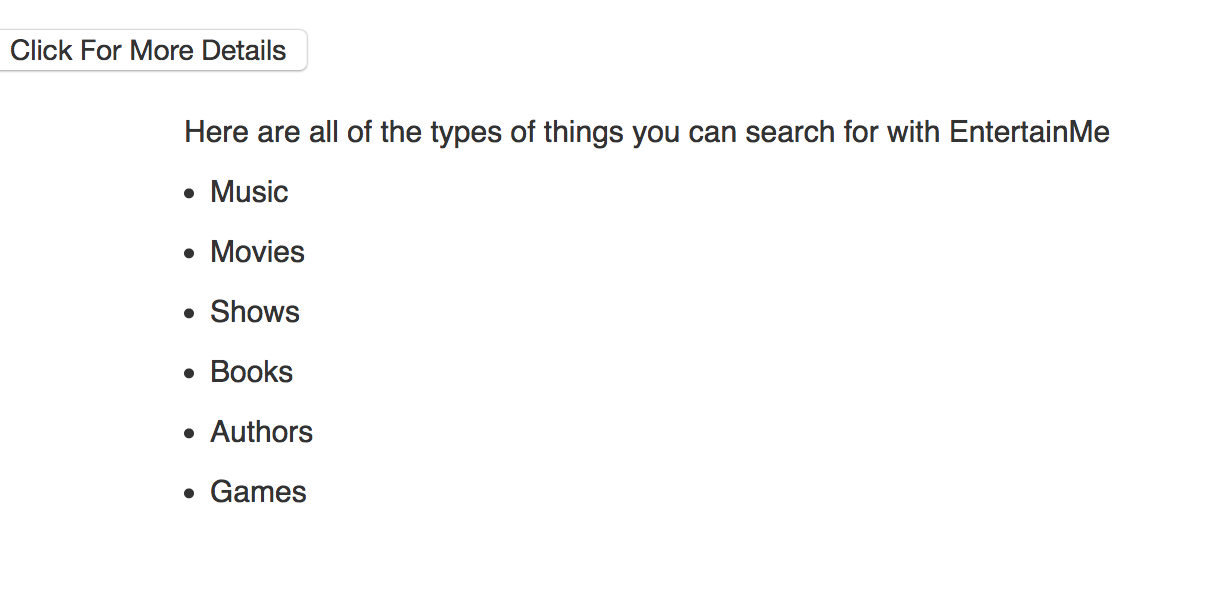 Click For More Details
Here are all of the types of things you can search for with EntertainMe
• Music
• Movies
• Shows
• Books
• Authors
• Games